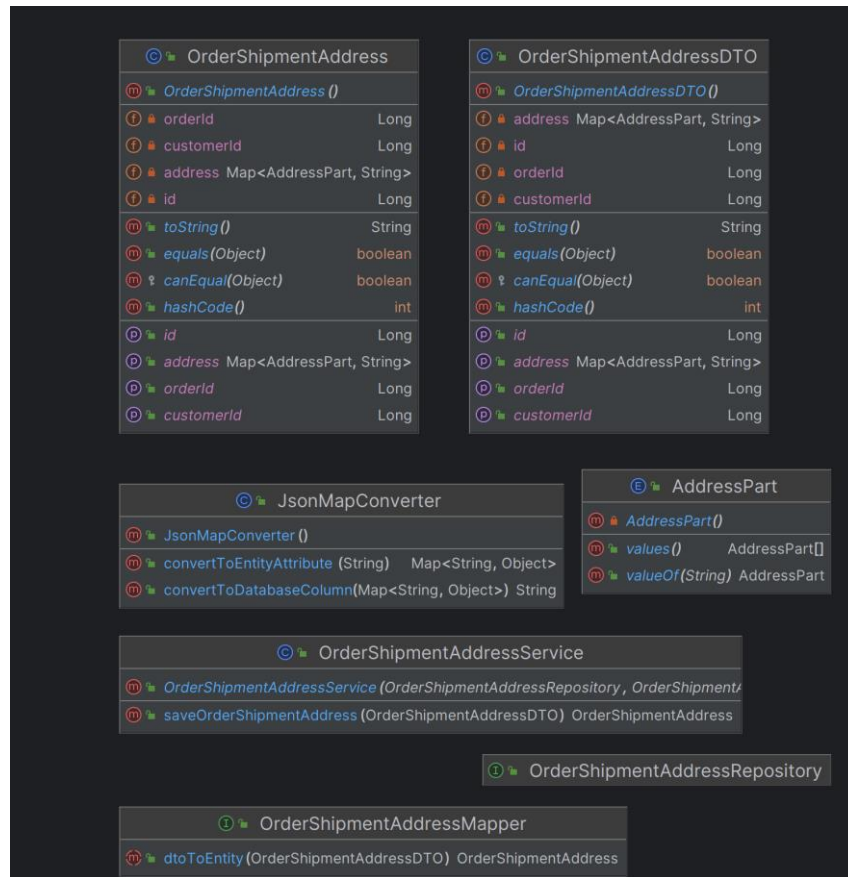 OrderShipmentAddress
OrderShipmentAddress()
orderId Long
customerId Long
address Map<AddressPart, String>
id Long
toString() String
equals(Object) boolean
canEqual(Object) boolean
hashCode() int
id Long
address Map<AddressPart, String>
orderId Long
customerId Long
OrderShipmentAddressDTO
OrderShipmentAddressDTO()
address Map<AddressPart, String>
id Long
orderId Long
customerId Long
toString() String
equals(Object) boolean
canEqual(Object) boolean
hashCode() int
id Long
address Map<AddressPart, String>
orderId Long
customerId Long
JsonMapConverter
JsonMapConverter()
convertToEntityAttribute (String) Map<String, Object>
convertToDatabaseColumn(Map<String, Object>) String
AddressPart
AddressPart()
values() AddressPart[]
valueOf(String) AddressPart
OrderShipmentAddressService
OrderShipmentAddressService(OrderShipmentAddressRepository, OrderShipment
saveOrderShipmentAddress(OrderShipmentAddressDTO) OrderShipmentAddress
OrderShipmentAddressRepository
OrderShipmentAddressMapper
dtoToEntity(OrderShipmentAddressDTO) OrderShipmentAddress